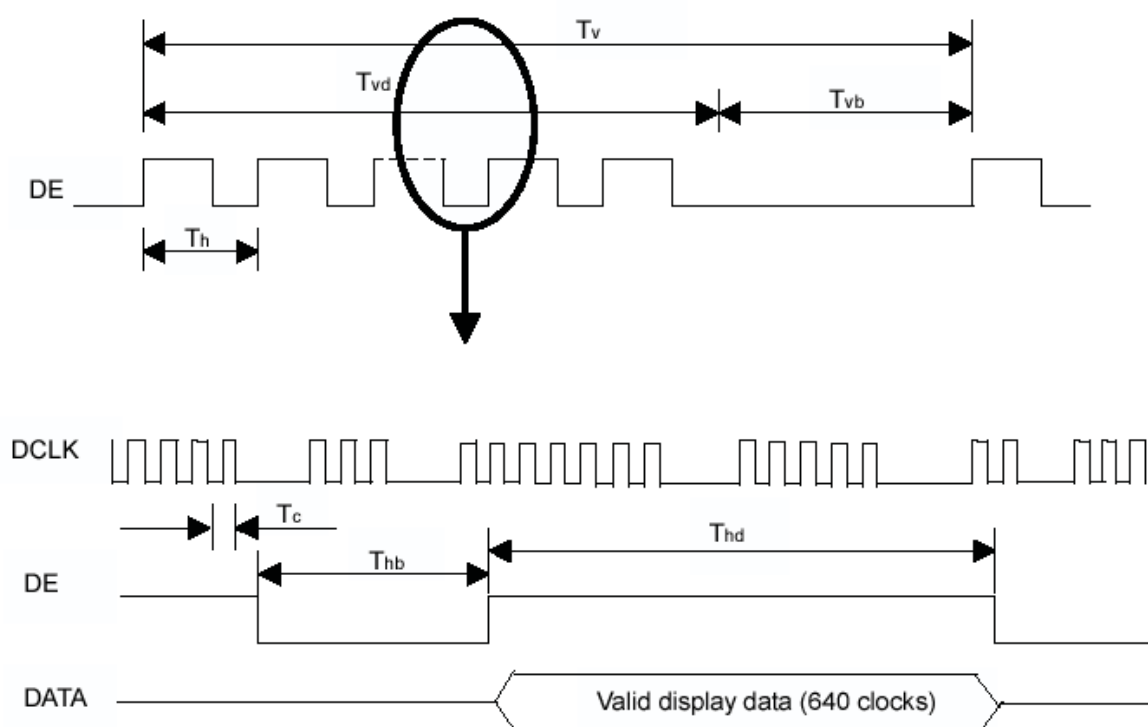 Tv
Tvd
Tvb
DE
Th
DCLK
Tc
Thd
Thb
DE
DATA
Valid display data (640 clocks)